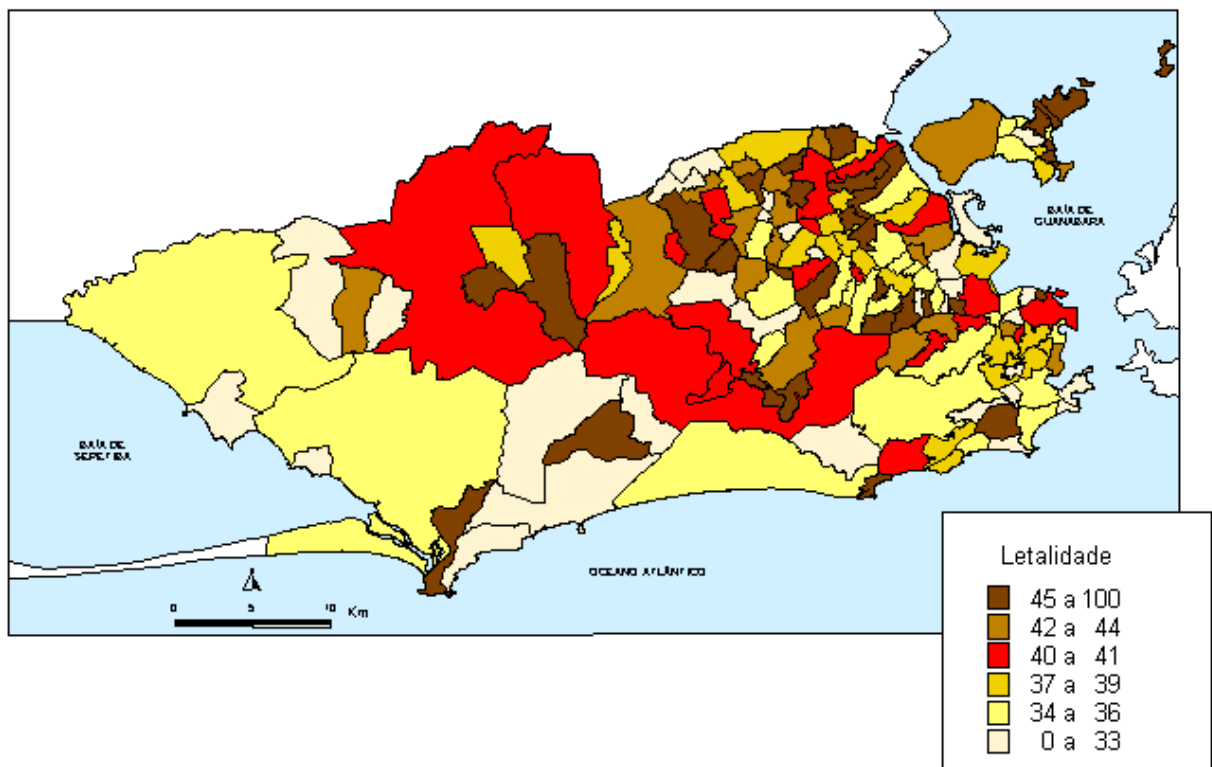 BAÍA DE
GUANABARA
BAÍA DE
SEPETIBA
OCEANO ATLÂNTICO
0 5 10 Km
Letalidade
45 a 100
42 a 44
40 a 41
37 a 39
34 a 36
0 a 33